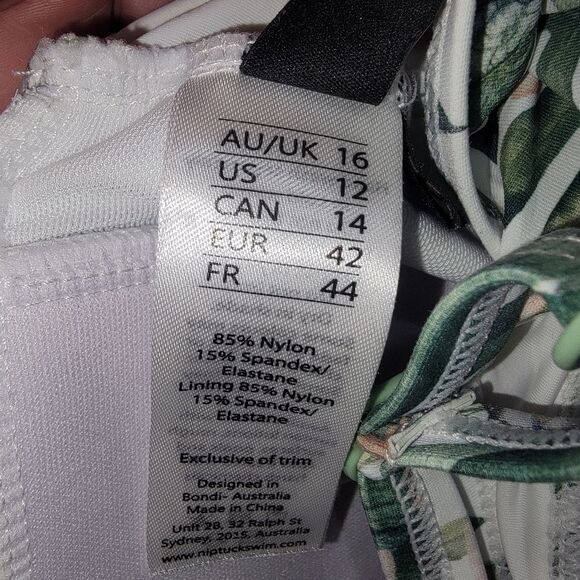 AU/UK 16
US 12
CAN 14
EUR 42
FR 44
85% Nylon
15% Spandex/
Elastane
Lining 85% Nylon
15% Spandex/
Elastane
Exclusive of trim
Designed in
Bondi- Australia
Made in China
Unit 2B, 32 Ralph St
Sydney, 2015, Australia
www.niptuckswim.com